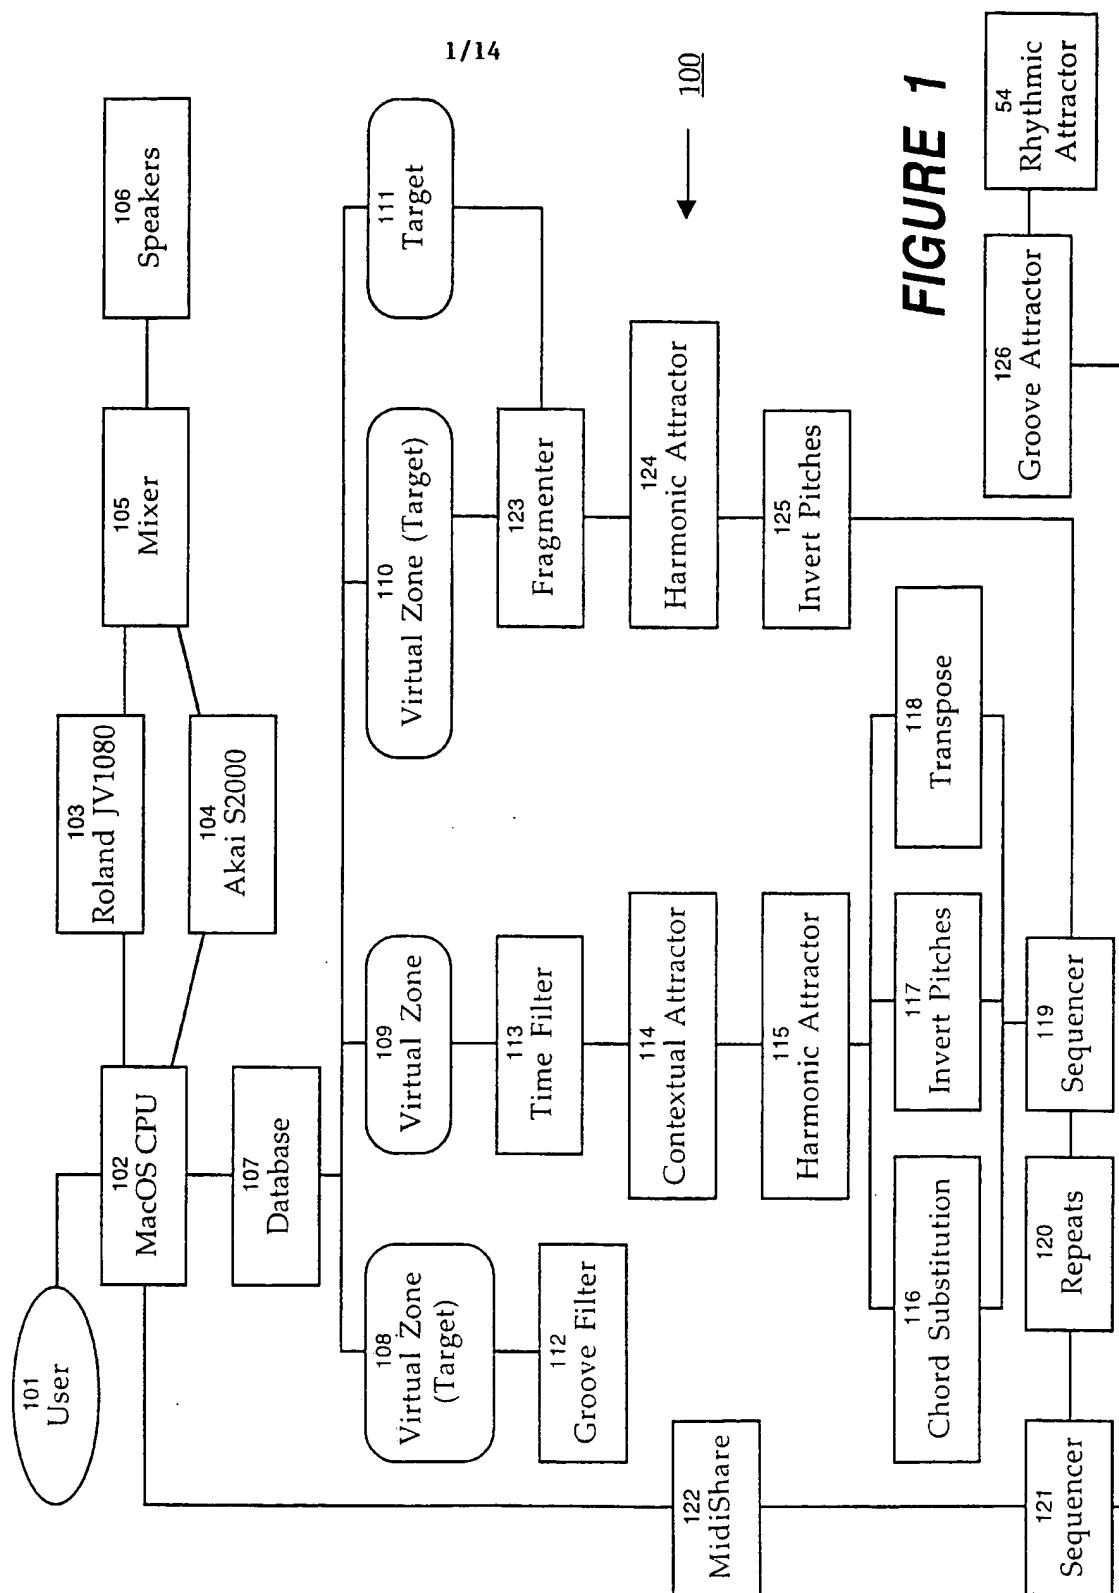 1/14
101
User
102
MacOS CPU
103
Roland JV1080
104
Akai S2000
105
Mixer
106
Speakers
107
Database
108
Virtual Zone
(Target)
109
Virtual Zone
110
Virtual Zone (Target)
111
Target
112
Groove Filter
113
Time Filter
123
Fragmenter
100
122
MidiShare
114
Contextual Attractor
124
Harmonic Attractor
115
Harmonic Attractor
125
Invert Pitches
116
Chord Substitution
117
Invert Pitches
118
Transpose
FIGURE 1
121
Sequencer
120
Repeats
119
Sequencer
126
Groove Attractor
54
Rhythmic
Attractor